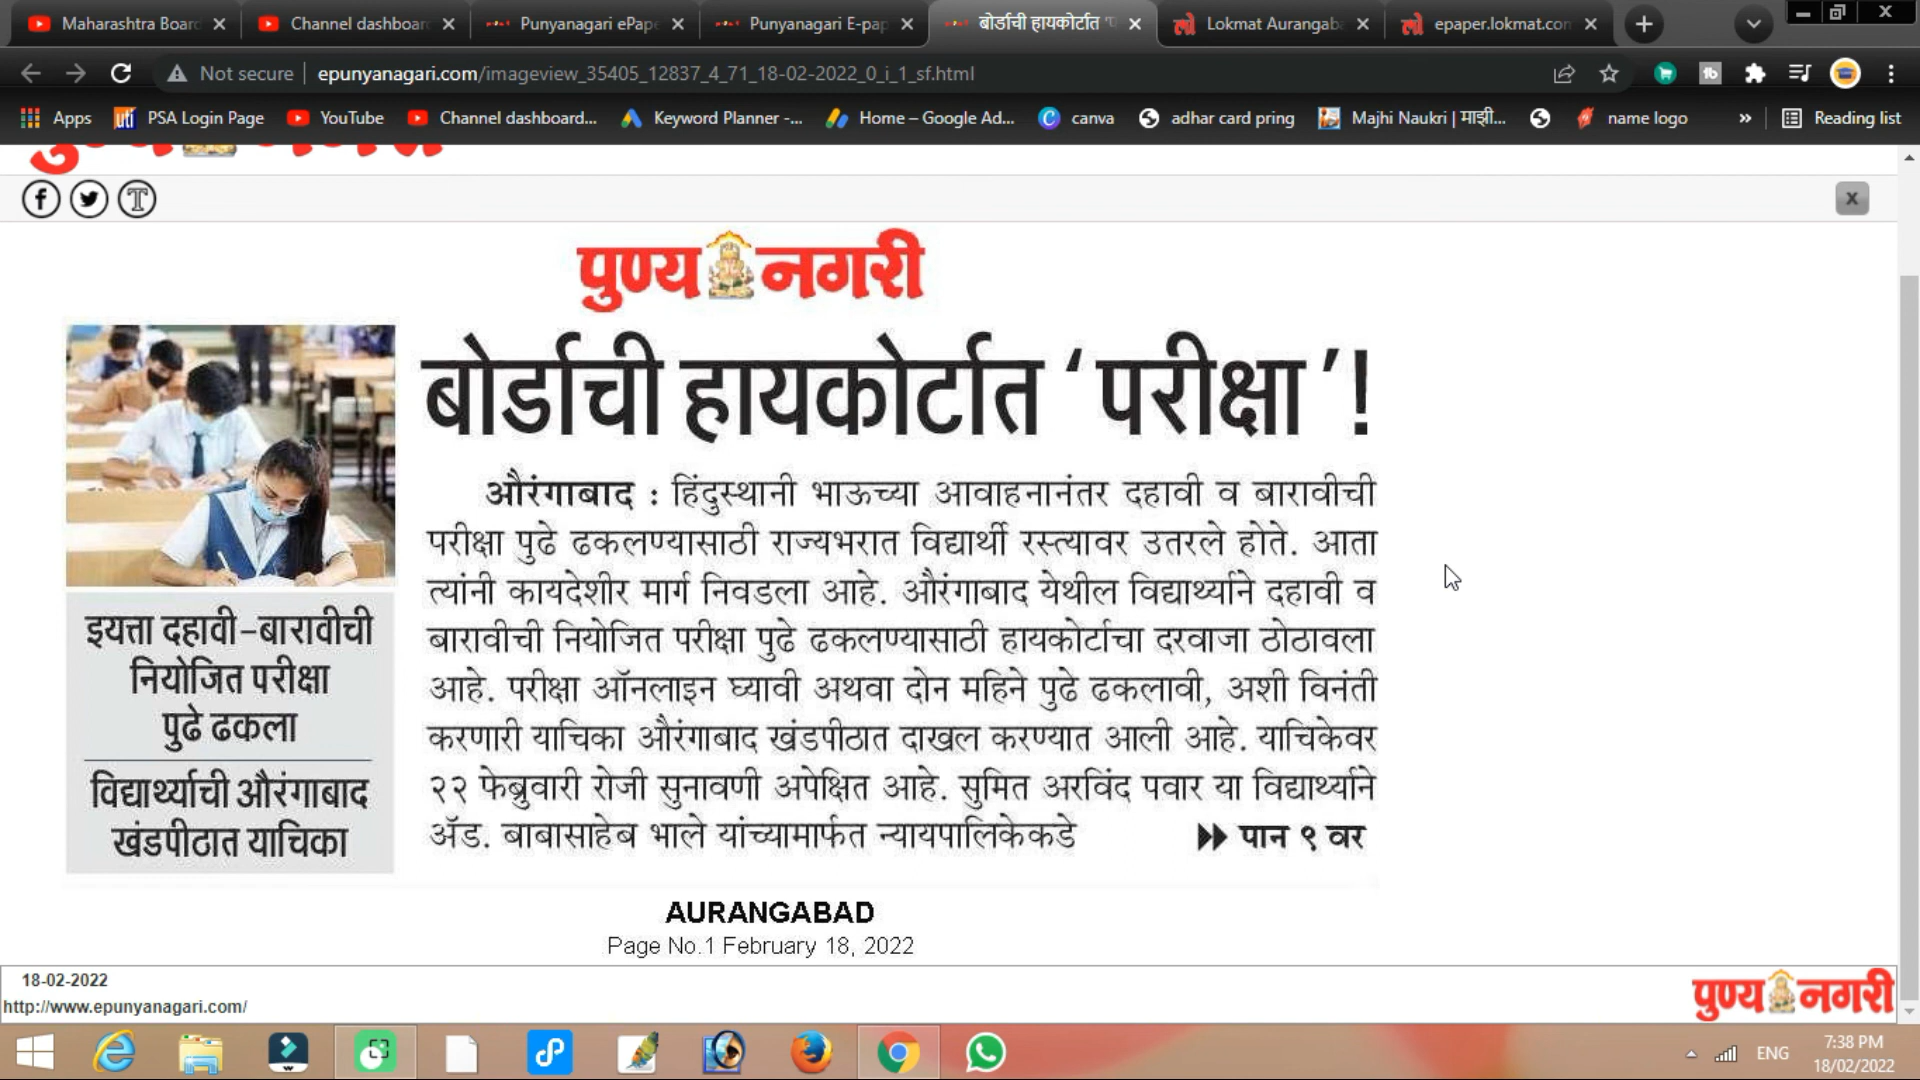 Maharashtra Board
Channel dashboar
Punyanagari ePape
Punyanagari E-pap
बोर्डाची हायकोर्टात 'प
Lokmat Aurangab
epaper.lokmat.com
Not secure
epunyanagari.com/imageview_35405_12837_4_71_18-02-2022_0_i_1_sf.html
Apps
uti PSA Login Page
YouTube
Channel dashboard...
Keyword Planner -...
Home – Google Ad...
canva
adhar card pring
Majhi Naukri | माझी...
name logo
»
Reading list
x
पुण्य नगरी
बोर्डाची हायकोर्टात ‘परीक्षा’!
इयत्ता दहावी-बारावीची
नियोजित परीक्षा
पुढे ढकला
विद्यार्थ्याची औरंगाबाद
खंडपीठात याचिका
औरंगाबाद : हिंदुस्थानी भाऊच्या आवाहनानंतर दहावी व बारावीची
परीक्षा पुढे ढकलण्यासाठी राज्यभरात विद्यार्थी रस्त्यावर उतरले होते. आता
त्यांनी कायदेशीर मार्ग निवडला आहे. औरंगाबाद येथील विद्यार्थ्याने दहावी व
बारावीची नियोजित परीक्षा पुढे ढकलण्यासाठी हायकोर्टाचा दरवाजा ठोठावला
आहे. परीक्षा ऑनलाइन घ्यावी अथवा दोन महिने पुढे ढकलावी, अशी विनंती
करणारी याचिका औरंगाबाद खंडपीठात दाखल करण्यात आली आहे. याचिकेवर
२२ फेब्रुवारी रोजी सुनावणी अपेक्षित आहे. सुमित अरविंद पवार या विद्यार्थ्याने
ॲड. बाबासाहेब भाले यांच्यामार्फत न्यायपालिकेकडे
पान ९ वर
AURANGABAD
Page No.1 February 18, 2022
18-02-2022
http://www.epunyanagari.com/
पुण्य नगरी
ENG
7:38 PM
18/02/2022